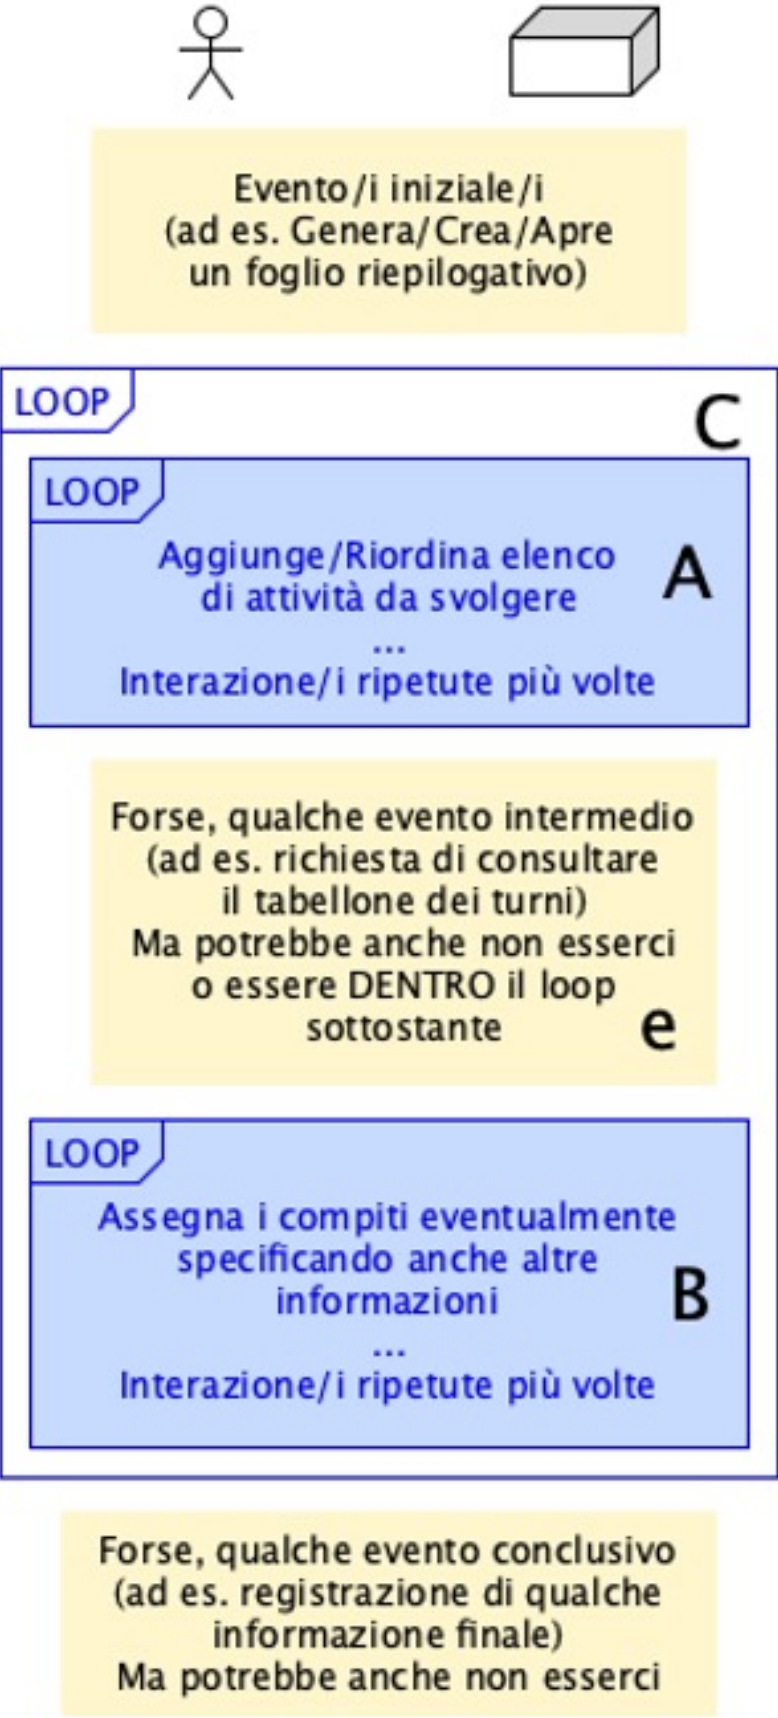 Evento/i iniziale/i
(ad es. Genera/Crea/Apre
un foglio riepilogativo)
LOOP
C
LOOP
Aggiunge/Riordina elenco
di attività da svolgere
A
...
Interazione/i ripetute più volte
Forse, qualche evento intermedio
(ad es. richiesta di consultare
il tabellone dei turni)
Ma potrebbe anche non esserci
o essere DENTRO il loop
sottostante
e
LOOP
Assegna i compiti eventualmente
specificando anche altre
informazioni
B
...
Interazione/i ripetute più volte
Forse, qualche evento conclusivo
(ad es. registrazione di qualche
informazione finale)
Ma potrebbe anche non esserci